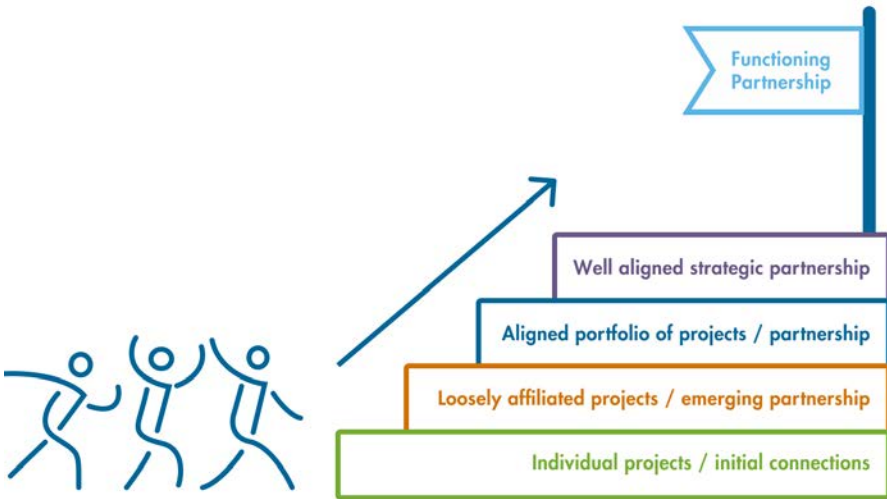 Functioning
Partnership
Well aligned strategic partnership
Aligned portfolio of projects / partnership
Loosely affiliated projects / emerging partnership
Individual projects / initial connections